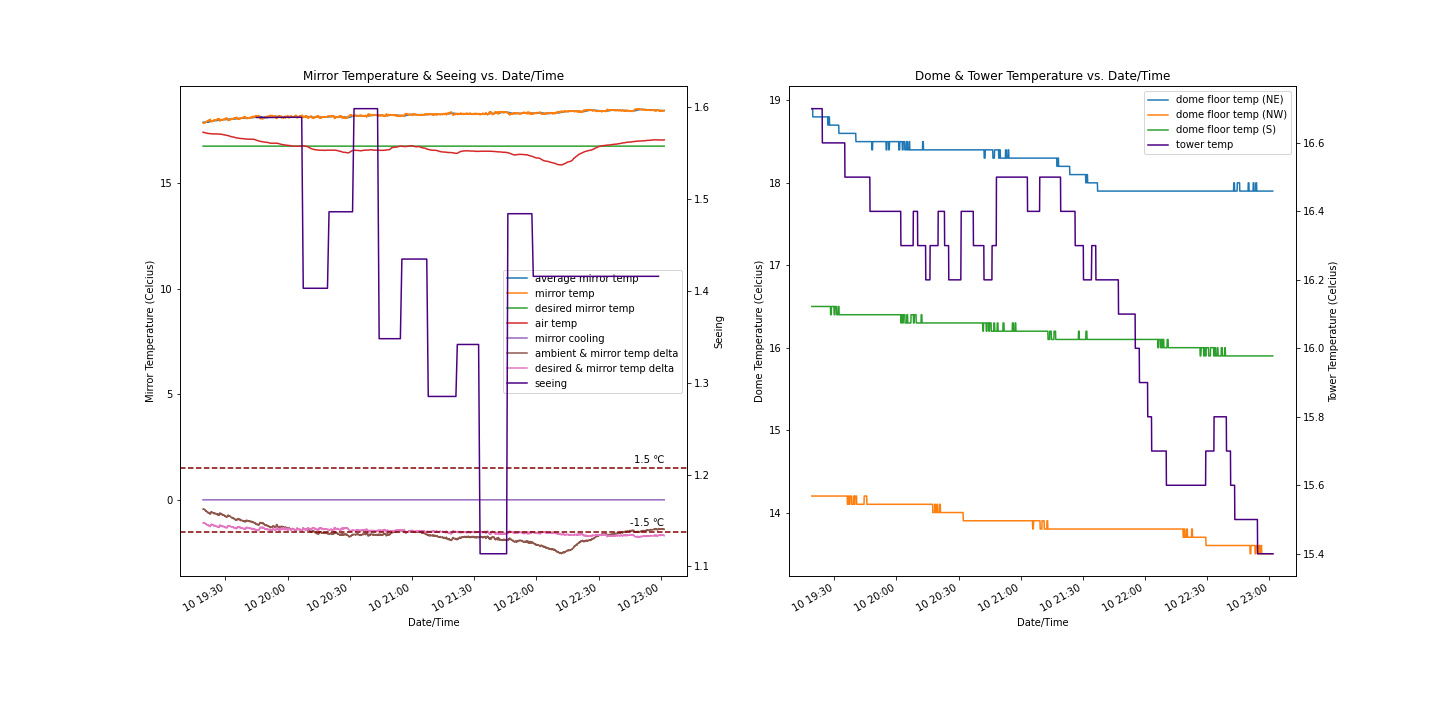 Mirror Temperature & Seeing vs. Date/Time
Mirror Temperature (Celcius)
15
10
5
0
1.6
1.5
1.4
1.3
1.2
1.1
Seeing
average mirror temp
mirror temp
desired mirror temp
air temp
mirror cooling
ambient & mirror temp delta
desired & mirror temp delta
seeing
1.5 °C
-1.5 °C
10 19:30
10 20:00
10 20:30
10 21:00
10 21:30
10 22:00
10 22:30
10 23:00
Date/Time
Dome & Tower Temperature vs. Date/Time
Dome Temperature (Celcius)
19
18
17
16
15
14
dome floor temp (NE)
dome floor temp (NW)
dome floor temp (S)
tower temp
16.6
16.4
16.2
16.0
15.8
15.6
15.4
Tower Temperature (Celcius)
10 19:30
10 20:00
10 20:30
10 21:00
10 21:30
10 22:00
10 22:30
10 23:00
Date/Time